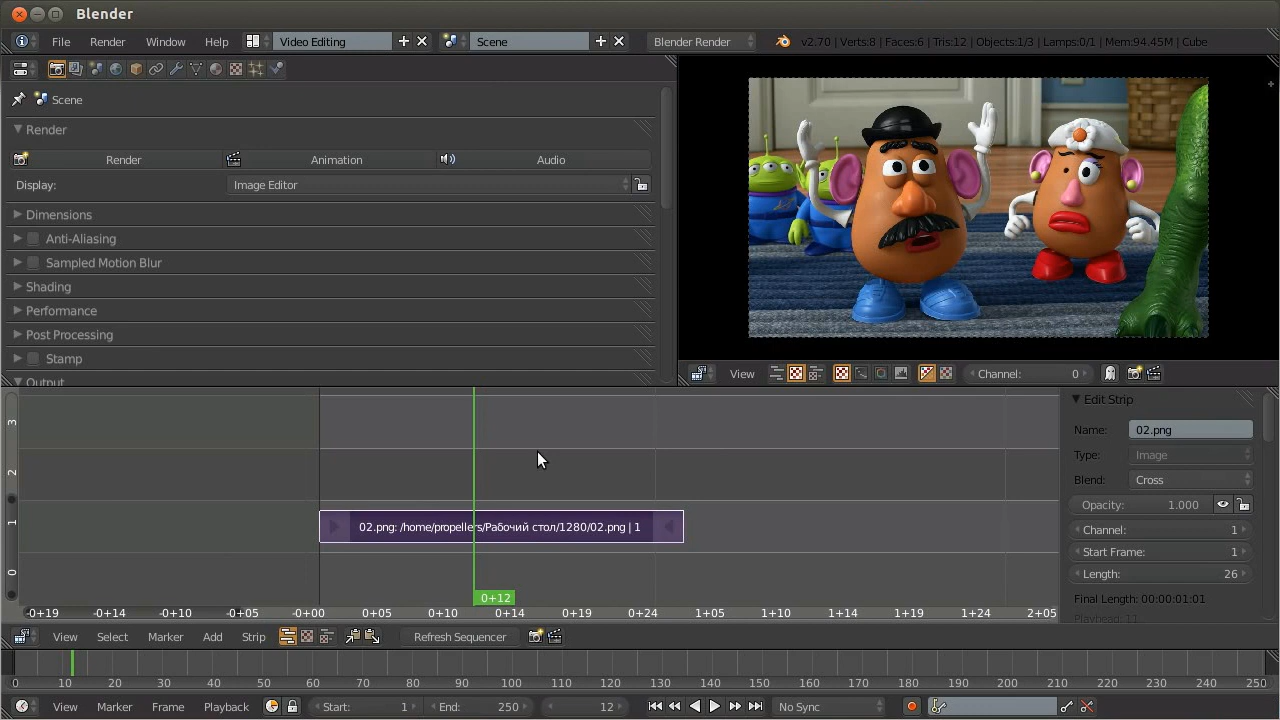 Blender
File Render Window Help Video Editing Scene Blender Render v2.70 | Verts:8 | Faces:6 | Tris:12 | Objects:1/3 | Lamps:0/1 | Mem:94.45M | Cube
Scene
Render
Render Animation Audio
Display: Image Editor
Dimensions
Anti-Aliasing
Sampled Motion Blur
Shading
Performance
Post Processing
Stamp
Output
View Channel: 0
3
2
1
0
02.png: /home/propellers/Рабочий стол/1280/02.png | 1
0+12
-0+19 -0+14 -0+10 -0+05 -0+00 0+05 0+10 0+14 0+19 0+24 1+05 1+10 1+14 1+19 1+24 2+05
Edit Strip
Name: 02.png
Type: Image
Blend: Cross
Opacity: 1.000
Channel: 1
Start Frame: 1
Length: 26
Final Length: 00:00:01:01
Playhead: 11
View Select Marker Add Strip Refresh Sequencer
0 10 20 30 40 50 60 70 80 90 100 110 120 130 140 150 160 170 180 190 200 210 220 230 240 250
View Marker Frame Playback Start: 1 End: 250 12 No Sync